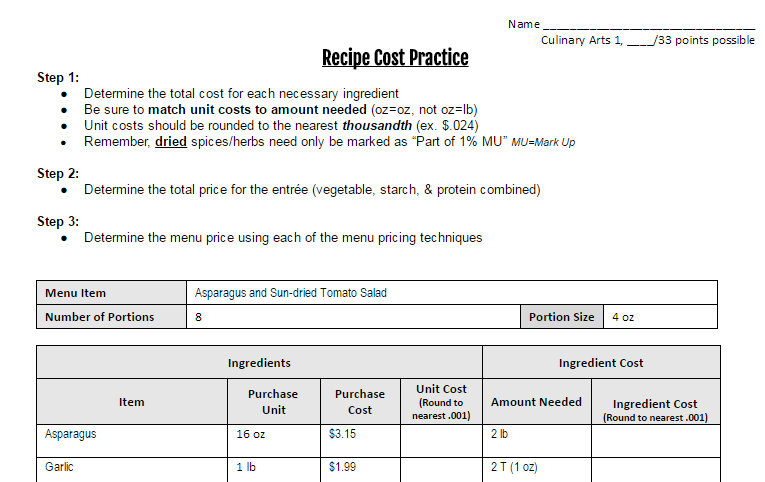 Name ________________________________
Culinary Arts 1, ____/33 points possible
Recipe Cost Practice
Step 1:
• Determine the total cost for each necessary ingredient
• Be sure to match unit costs to amount needed (oz=oz, not oz=lb)
• Unit costs should be rounded to the nearest thousandth (ex. $.024)
• Remember, dried spices/herbs need only be marked as “Part of 1% MU” MU=Mark Up
Step 2:
• Determine the total price for the entrée (vegetable, starch, & protein combined)
Step 3:
• Determine the menu price using each of the menu pricing techniques
Menu Item Asparagus and Sun-dried Tomato Salad
Number of Portions 8 Portion Size 4 oz
Ingredients Ingredient Cost
Item Purchase Unit Purchase Cost Unit Cost (Round to nearest .001) Amount Needed Ingredient Cost (Round to nearest .001)
Asparagus 16 oz $3.15 2 lb
Garlic 1 lb $1.99 2 T (1 oz)